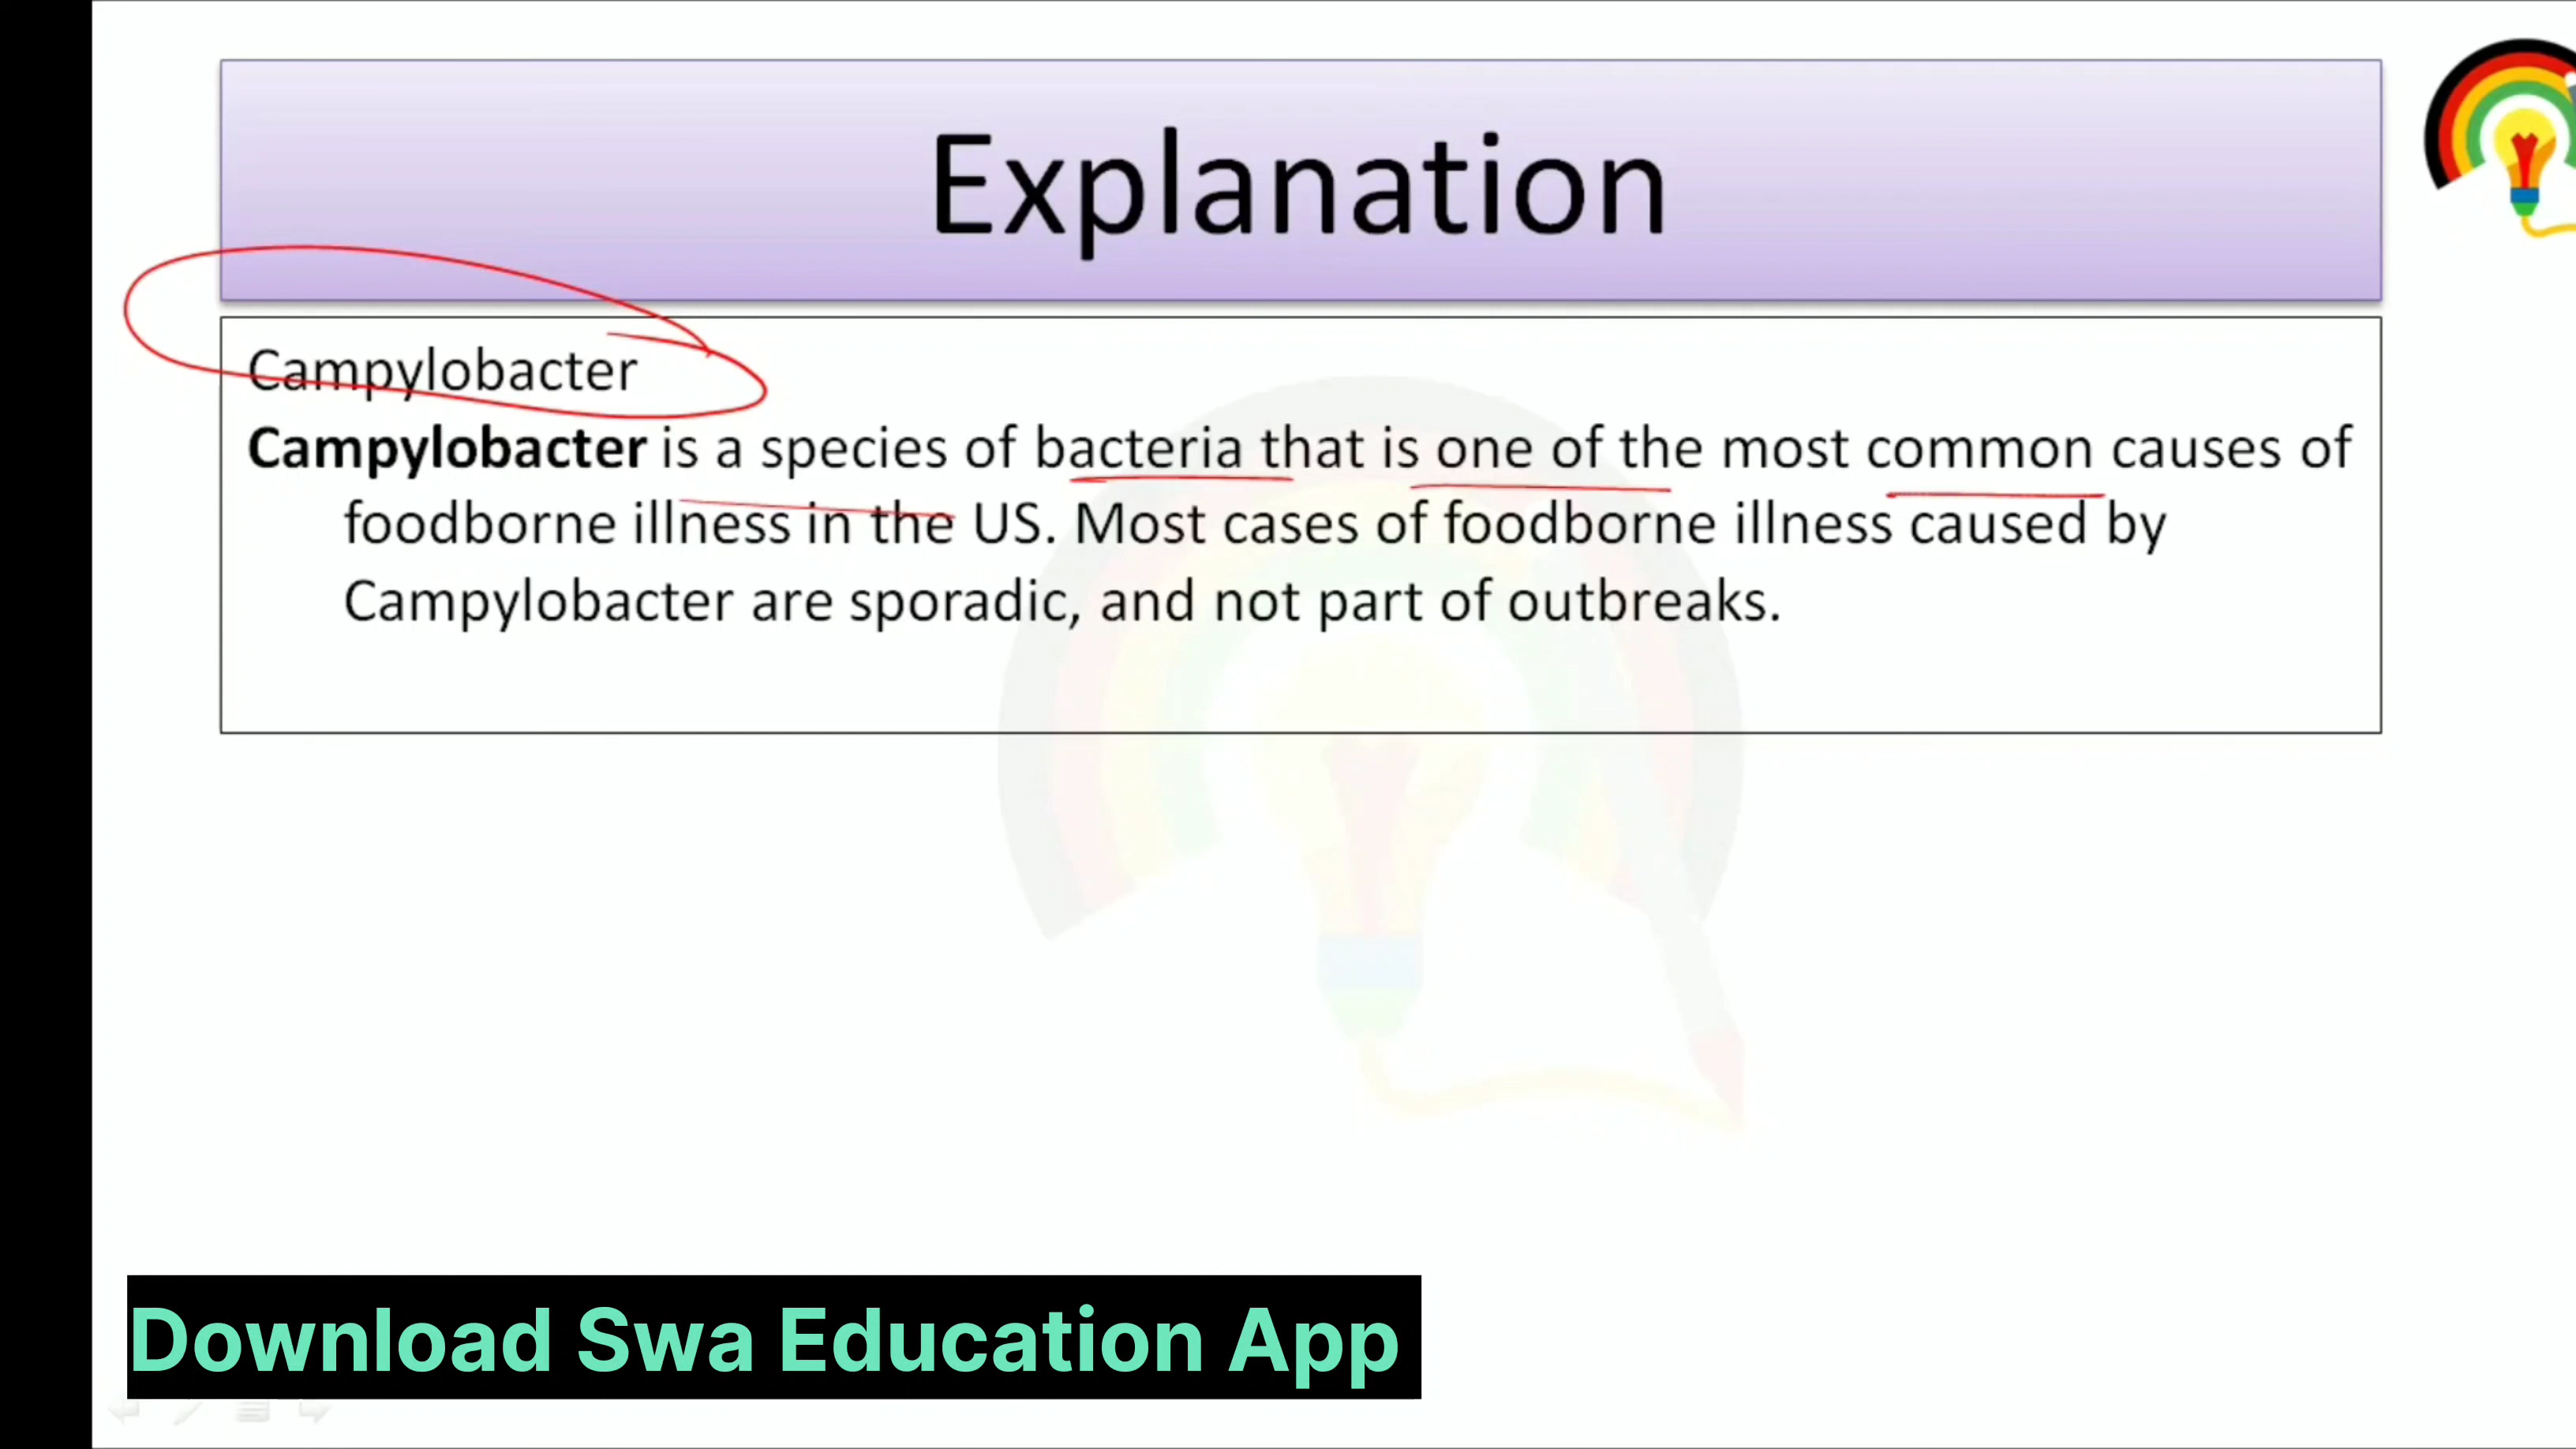 Explanation
Campylobacter
Campylobacter is a species of bacteria that is one of the most common causes of
foodborne illness in the US. Most cases of foodborne illness caused by
Campylobacter are sporadic, and not part of outbreaks.
Download Swa Education App